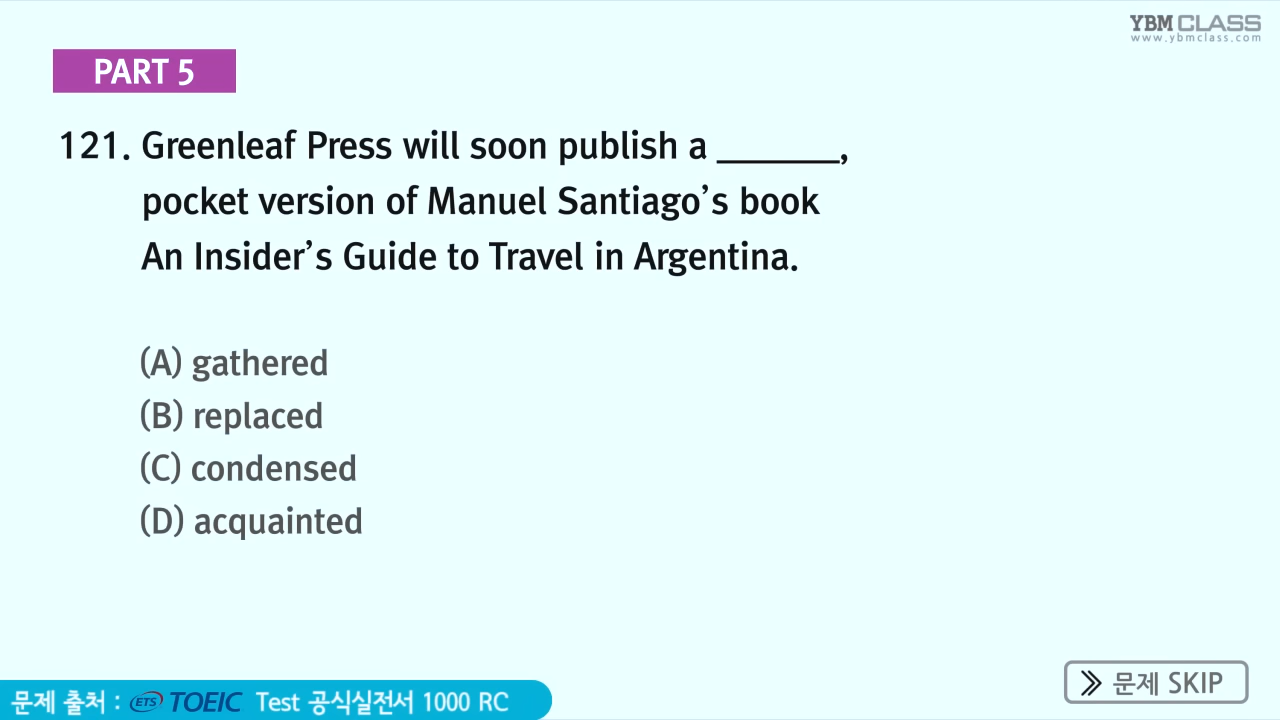 YBM CLASS
www.ybmclass.com
PART 5
121. Greenleaf Press will soon publish a _______,
pocket version of Manuel Santiago’s book
An Insider’s Guide to Travel in Argentina.
(A) gathered
(B) replaced
(C) condensed
(D) acquainted
문제 SKIP
문제 출처 : ETS TOEIC Test 공식실전서 1000 RC